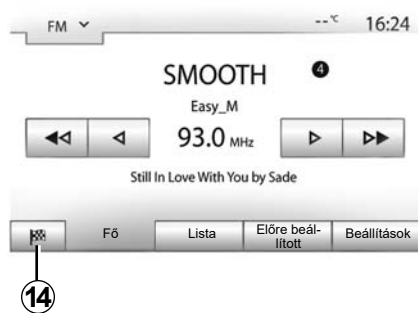 FM
--°C
16:24
SMOOTH
4
Easy_M
93.0 MHz
Still In Love With You by Sade
Fő
Lista
Előre beál-
lított
Beállítások
14